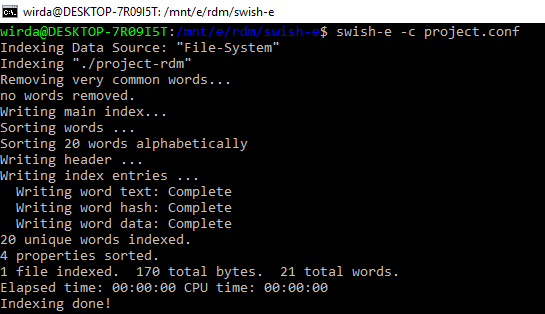 wirda@DESKTOP-7R09I5T: /mnt/e/rdm/swish-e
wirda@DESKTOP-7R09I5T:/mnt/e/rdm/swish-e$ swish-e -c project.conf
Indexing Data Source: "File-System"
Indexing "./project-rdm"
Removing very common words...
no words removed.
Writing main index...
Sorting words ...
Sorting 20 words alphabetically
Writing header ...
Writing index entries ...
  Writing word text: Complete
  Writing word hash: Complete
  Writing word data: Complete
20 unique words indexed.
4 properties sorted.
1 file indexed.  170 total bytes.  21 total words.
Elapsed time: 00:00:00 CPU time: 00:00:00
Indexing done!